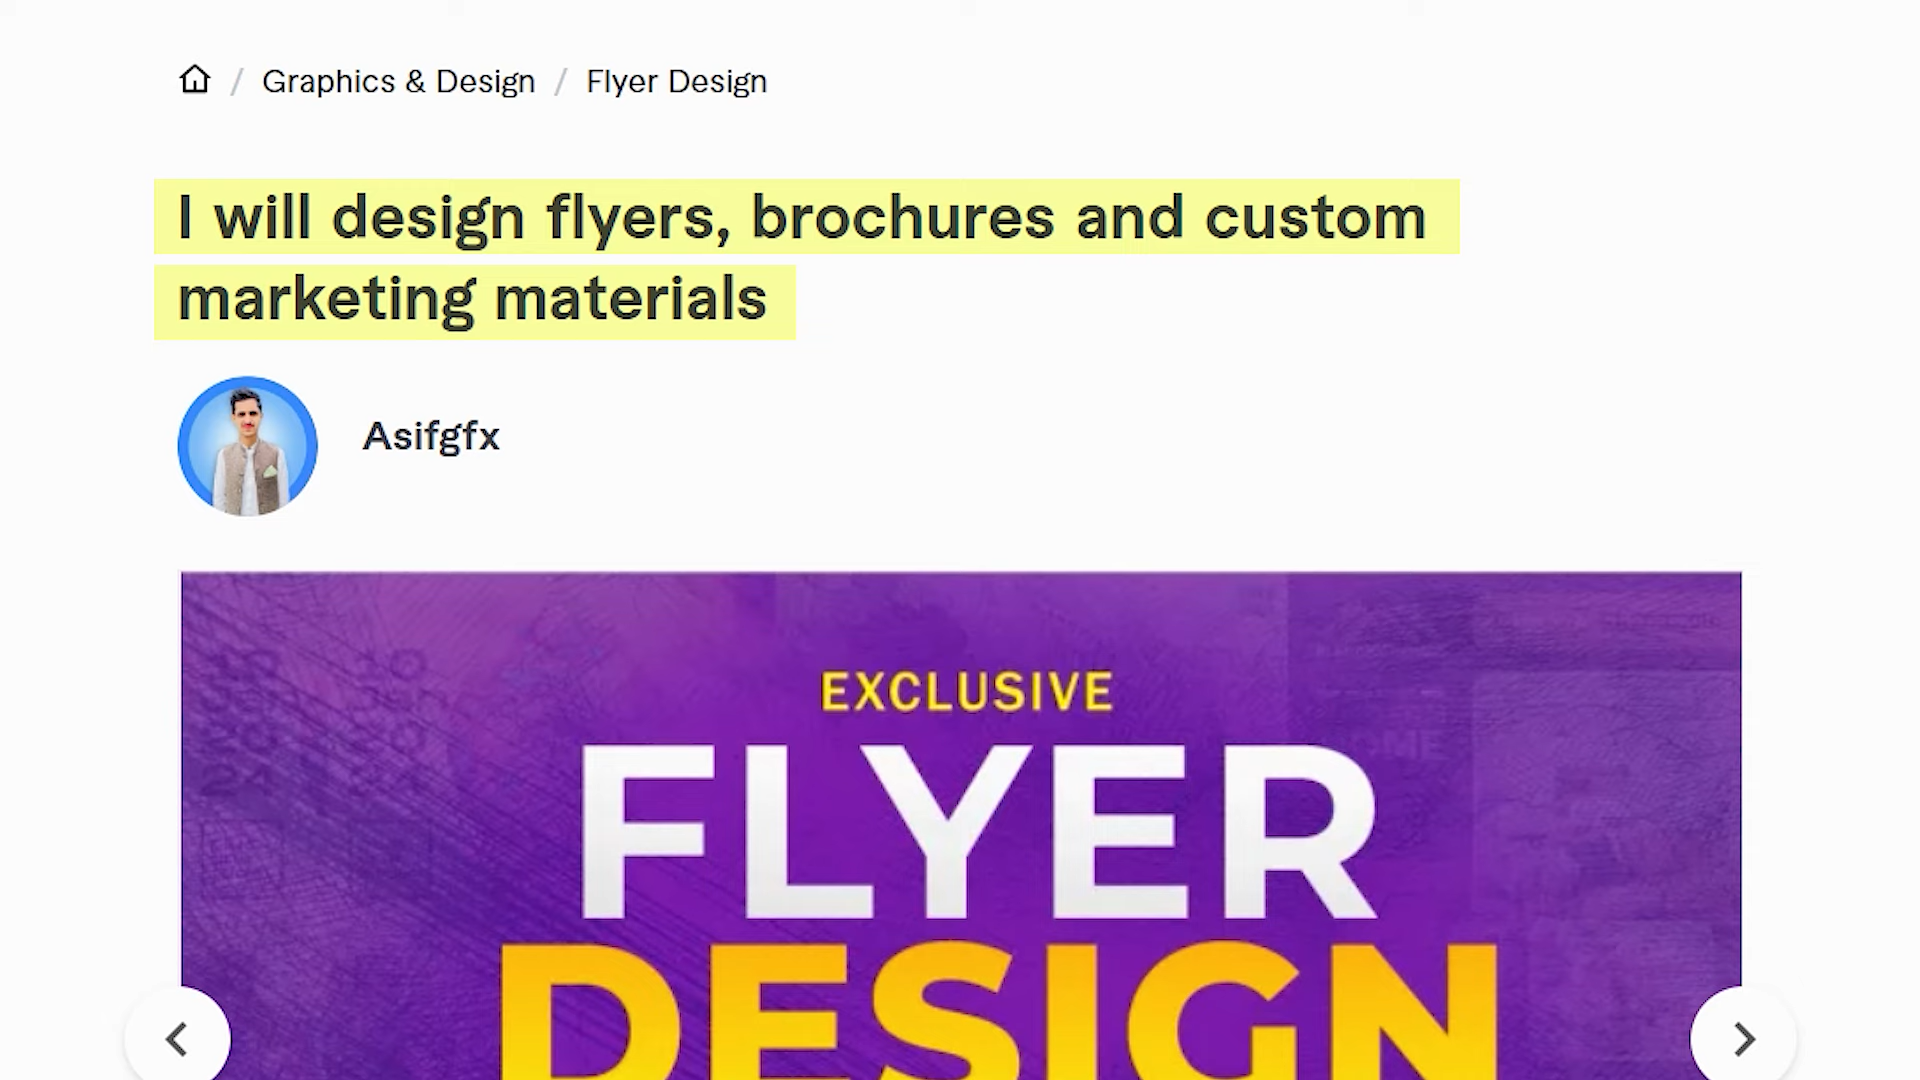 / Graphics & Design / Flyer Design
I will design flyers, brochures and custom
marketing materials
Asifgfx
EXCLUSIVE
FLYER
DESIGN